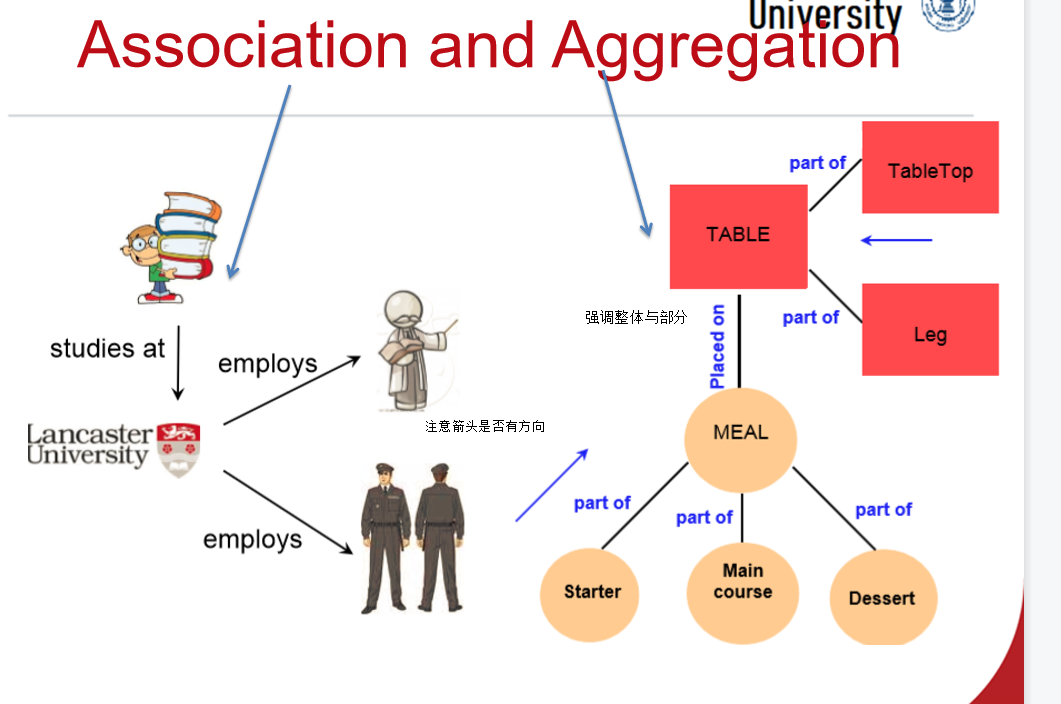 University
Association and Aggregation
part of
TableTop
TABLE
part of
Leg
强调整体与部分
Placed on
studies at
employs
注意箭头是否有方向
Lancaster
University
employs
MEAL
part of
part of
part of
Starter
Main
course
Dessert